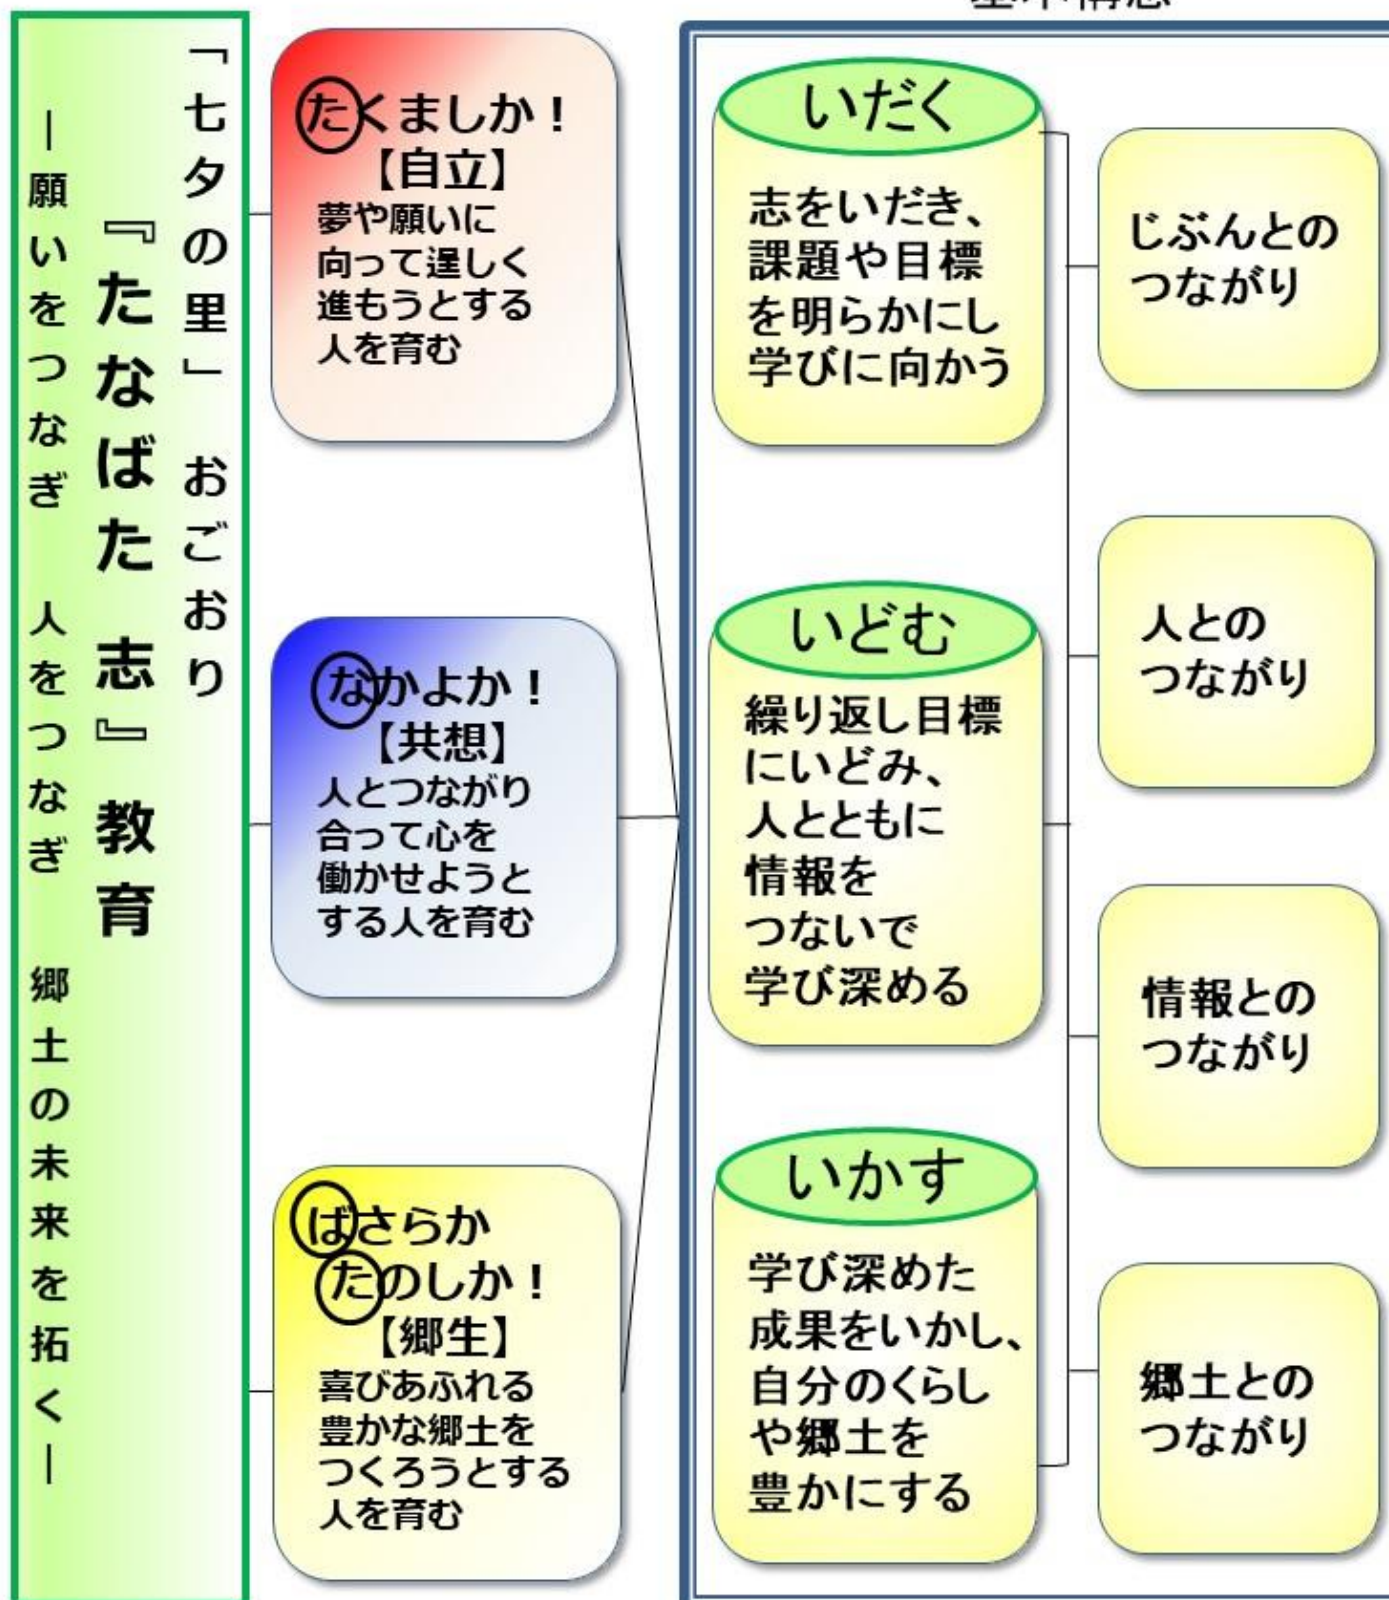 「七夕の里」 おごおり
『たなばた 志』教育
―願いをつなぎ 人をつなぎ 郷土の未来を拓く―
たくましか！
【自立】
夢や願いに
向って逞しく
進もうとする
人を育む
なかよか！
【共想】
人とつながり
合って心を
働かせようと
する人を育む
ばさらか
たのしか！
【郷生】
喜びあふれる
豊かな郷土を
つくろうとする
人を育む
いだく
志をいだき、
課題や目標
を明らかにし
学びに向かう
いどむ
繰り返し目標
にいどみ、
人とともに
情報を
つないで
学び深める
いかす
学び深めた
成果をいかし、
自分のくらし
や郷土を
豊かにする
じぶんとの
つながり
人との
つながり
情報との
つながり
郷土との
つながり